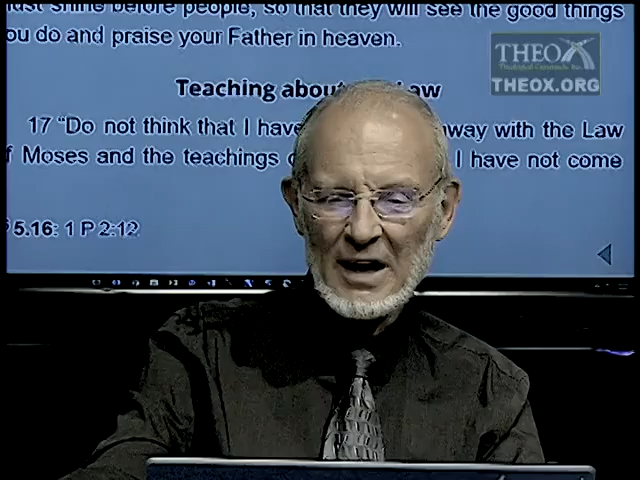 must shine before people, so that they will see the good things
ou do and praise your Father in heaven.
THEOX
THEOX.ORG
Teaching about Law
17 “Do not think that I have way with the Law
f Moses and the teachings I have not come
5.16: 1 P 2:12